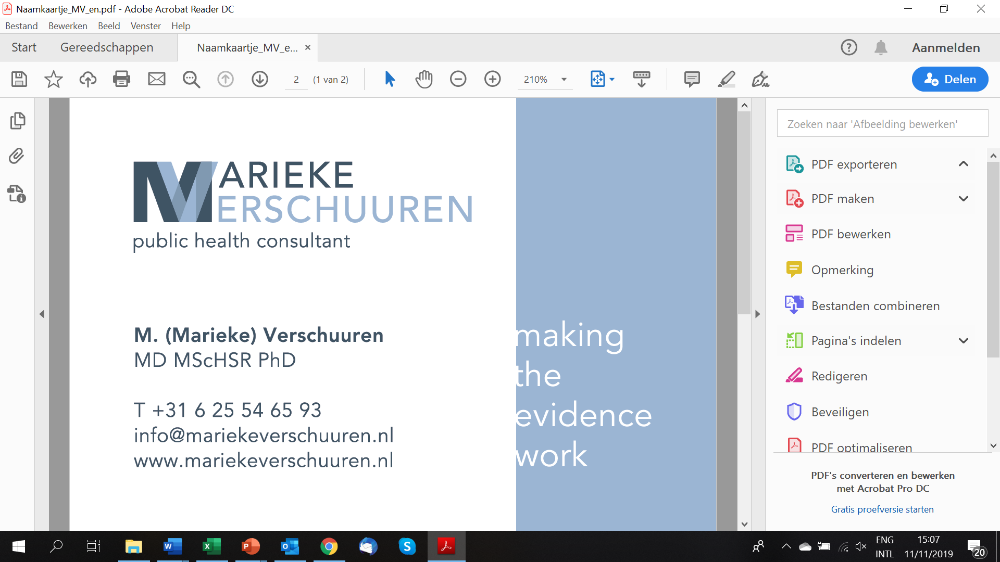 Naamkaartje_MV_en.pdf - Adobe Acrobat Reader DC
Bestand Bewerken Beeld Venster Help
Start Gereedschappen Naamkaartje_MV_e... × Aanmelden
2 (1 van 2) 210% Delen
Zoeken naar 'Afbeelding bewerken'
MARIEKE
VERSCHUUREN
public health consultant
M. (Marieke) Verschuuren
MD MScHSR PhD
T +31 6 25 54 65 93
info@mariekeverschuuren.nl
www.mariekeverschuuren.nl
making
the
evidence
work
PDF exporteren
PDF maken
PDF bewerken
Opmerking
Bestanden combineren
Pagina's indelen
Redigeren
Beveiligen
PDF optimaliseren
PDF's converteren en bewerken
met Acrobat Pro DC
Gratis proefversie starten
ENG 15:07
INTL 11/11/2019 20